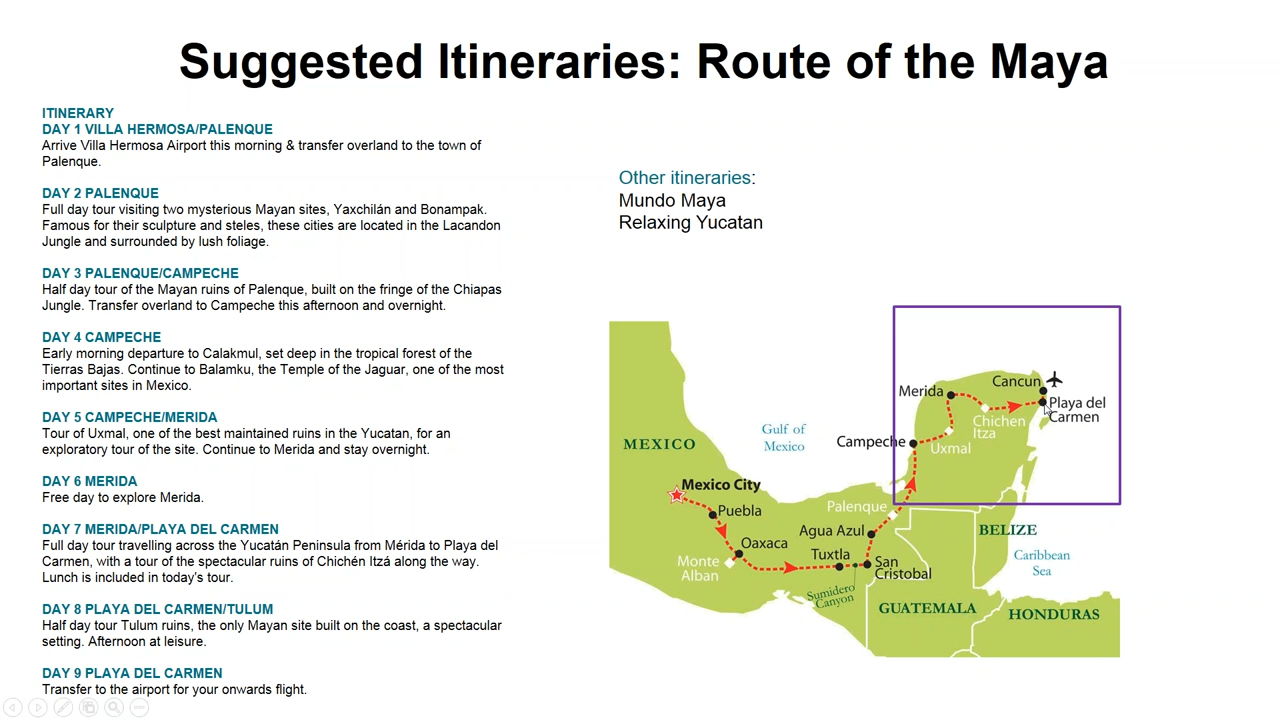 Suggested Itineraries: Route of the Maya
ITINERARY
DAY 1 VILLA HERMOSA/PALENQUE
Arrive Villa Hermosa Airport this morning & transfer overland to the town of
Palenque.
DAY 2 PALENQUE
Full day tour visiting two mysterious Mayan sites, Yaxchilán and Bonampak.
Famous for their sculpture and steles, these cities are located in the Lacandon
Jungle and surrounded by lush foliage.
DAY 3 PALENQUE/CAMPECHE
Half day tour of the Mayan ruins of Palenque, built on the fringe of the Chiapas
Jungle. Transfer overland to Campeche this afternoon and overnight.
DAY 4 CAMPECHE
Early morning departure to Calakmul, set deep in the tropical forest of the
Tierras Bajas. Continue to Balamku, the Temple of the Jaguar, one of the most
important sites in Mexico.
DAY 5 CAMPECHE/MERIDA
Tour of Uxmal, one of the best maintained ruins in the Yucatan, for an
exploratory tour of the site. Continue to Merida and stay overnight.
DAY 6 MERIDA
Free day to explore Merida.
DAY 7 MERIDA/PLAYA DEL CARMEN
Full day tour travelling across the Yucatán Peninsula from Mérida to Playa del
Carmen, with a tour of the spectacular ruins of Chichén Itzá along the way.
Lunch is included in today's tour.
DAY 8 PLAYA DEL CARMEN/TULUM
Half day tour Tulum ruins, the only Mayan site built on the coast, a spectacular
setting. Afternoon at leisure.
DAY 9 PLAYA DEL CARMEN
Transfer to the airport for your onwards flight.
Other itineraries:
Mundo Maya
Relaxing Yucatan
Cancun
Merida
Playa del
Carmen
Chichen
Itza
Gulf of
Mexico
Campeche
Uxmal
MEXICO
Mexico City
Puebla
Palenque
Agua Azul
BELIZE
Oaxaca
Tuxtla
Monte
Alban
San
Cristobal
Caribbean
Sea
Sumidero
Canyon
GUATEMALA
HONDURAS